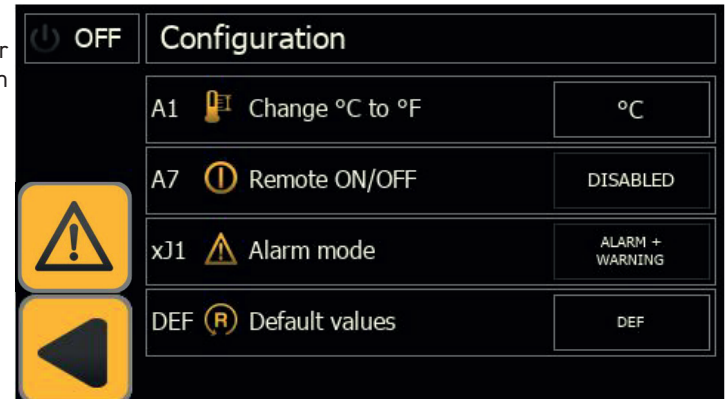 OFF Configuration
A1 Change °C to °F °C
A7 Remote ON/OFF DISABLED
xJ1 Alarm mode ALARM +
WARNING
DEF R Default values DEF